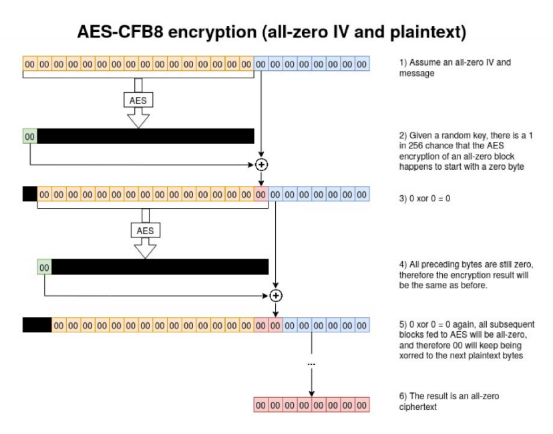 AES-CFB8 encryption (all-zero IV and plaintext)
00 00 00 00 00 00 00 00 00 00 00 00 00 00 00 00 00 00 00 00 00 00 00 00
1) Assume an all-zero IV and
message
AES
00
2) Given a random key, there is a 1
in 256 chance that the AES
encryption of an all-zero block
happens to start with a zero byte
00 00 00 00 00 00 00 00 00 00 00 00 00 00 00 00 00 00 00 00 00 00 00
3) 0 xor 0 = 0
AES
00
4) All preceding bytes are still zero,
therefore the encryption result will
be the same as before.
00 00 00 00 00 00 00 00 00 00 00 00 00 00 00 00 00 00 00 00 00 00
5) 0 xor 0 = 0 again, all subsequent
blocks fed to AES will be all-zero,
and therefore 00 will keep being
xorred to the next plaintext bytes
...
00 00 00 00 00 00 00 00
6) The result is an all-zero
ciphertext